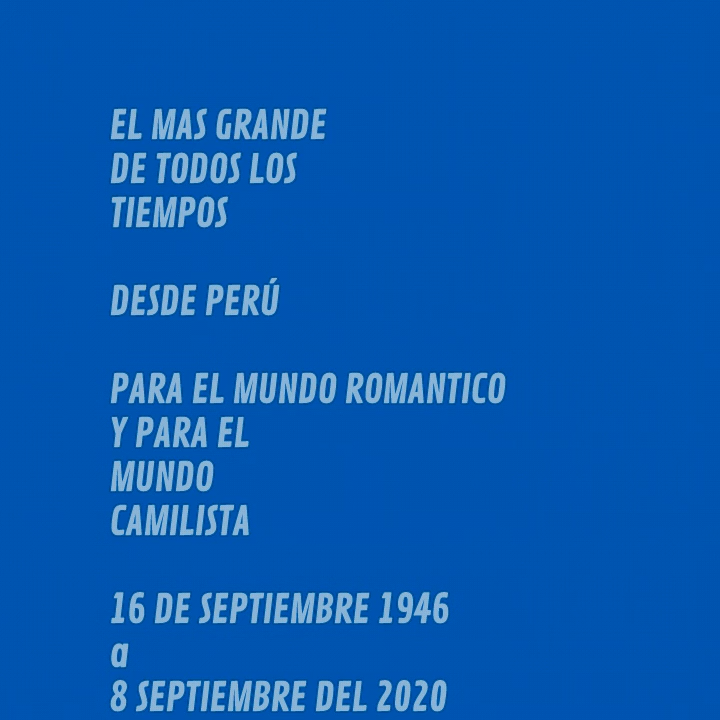 EL MAS GRANDE
DE TODOS LOS
TIEMPOS
DESDE PERÚ
PARA EL MUNDO ROMANTICO
Y PARA EL
MUNDO
CAMILISTA
16 DE SEPTIEMBRE 1946
a
8 SEPTIEMBRE DEL 2020